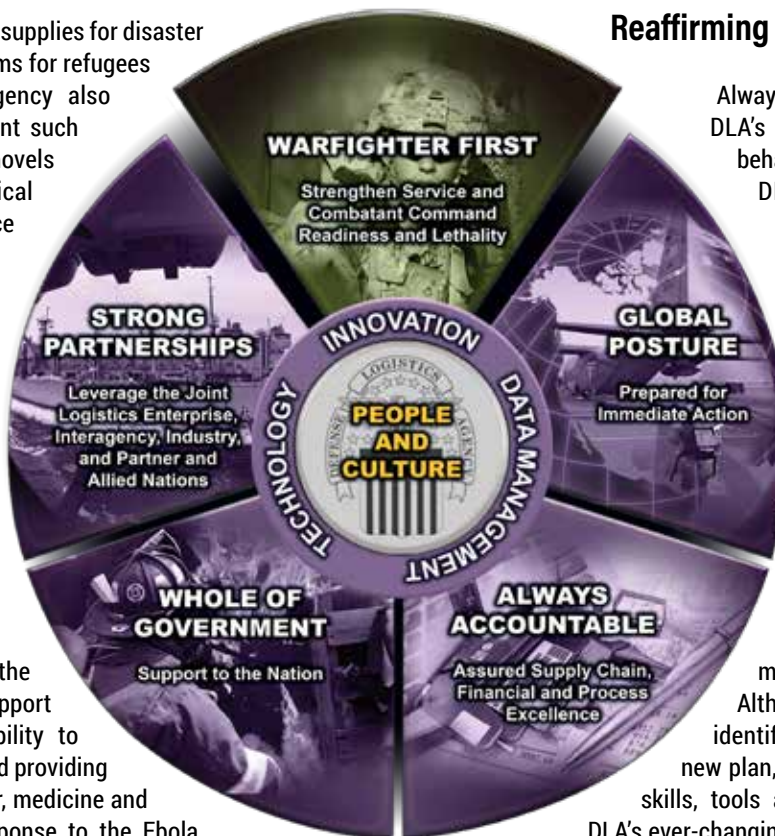 supplies for disaster
ms for refugees
gency also
nt such
ovels
ical
ce
the
pport
bility to
d providing
r, medicine and
ponse to the Ebola
WARFIGHTER FIRST
Strengthen Service and
Combatant Command
Readiness and Lethality
STRONG
PARTNERSHIPS
Leverage the Joint
Logistics Enterprise,
Interagency, Industry,
and Partner and
Allied Nations
GLOBAL
POSTURE
Prepared for
Immediate Action
INNOVATION
DATA MANAGEMENT
TECHNOLOGY
DEFENSE
LOGISTICS
AGENCY
PEOPLE
AND
CULTURE
WHOLE OF
GOVERNMENT
Support to the Nation
ALWAYS
ACCOUNTABLE
Assured Supply Chain,
Financial and Process
Excellence
Reaffirming
Alway
DLA's
beha
D
m
Alth
identif
new plan,
skills, tools a
DLA's ever-changing